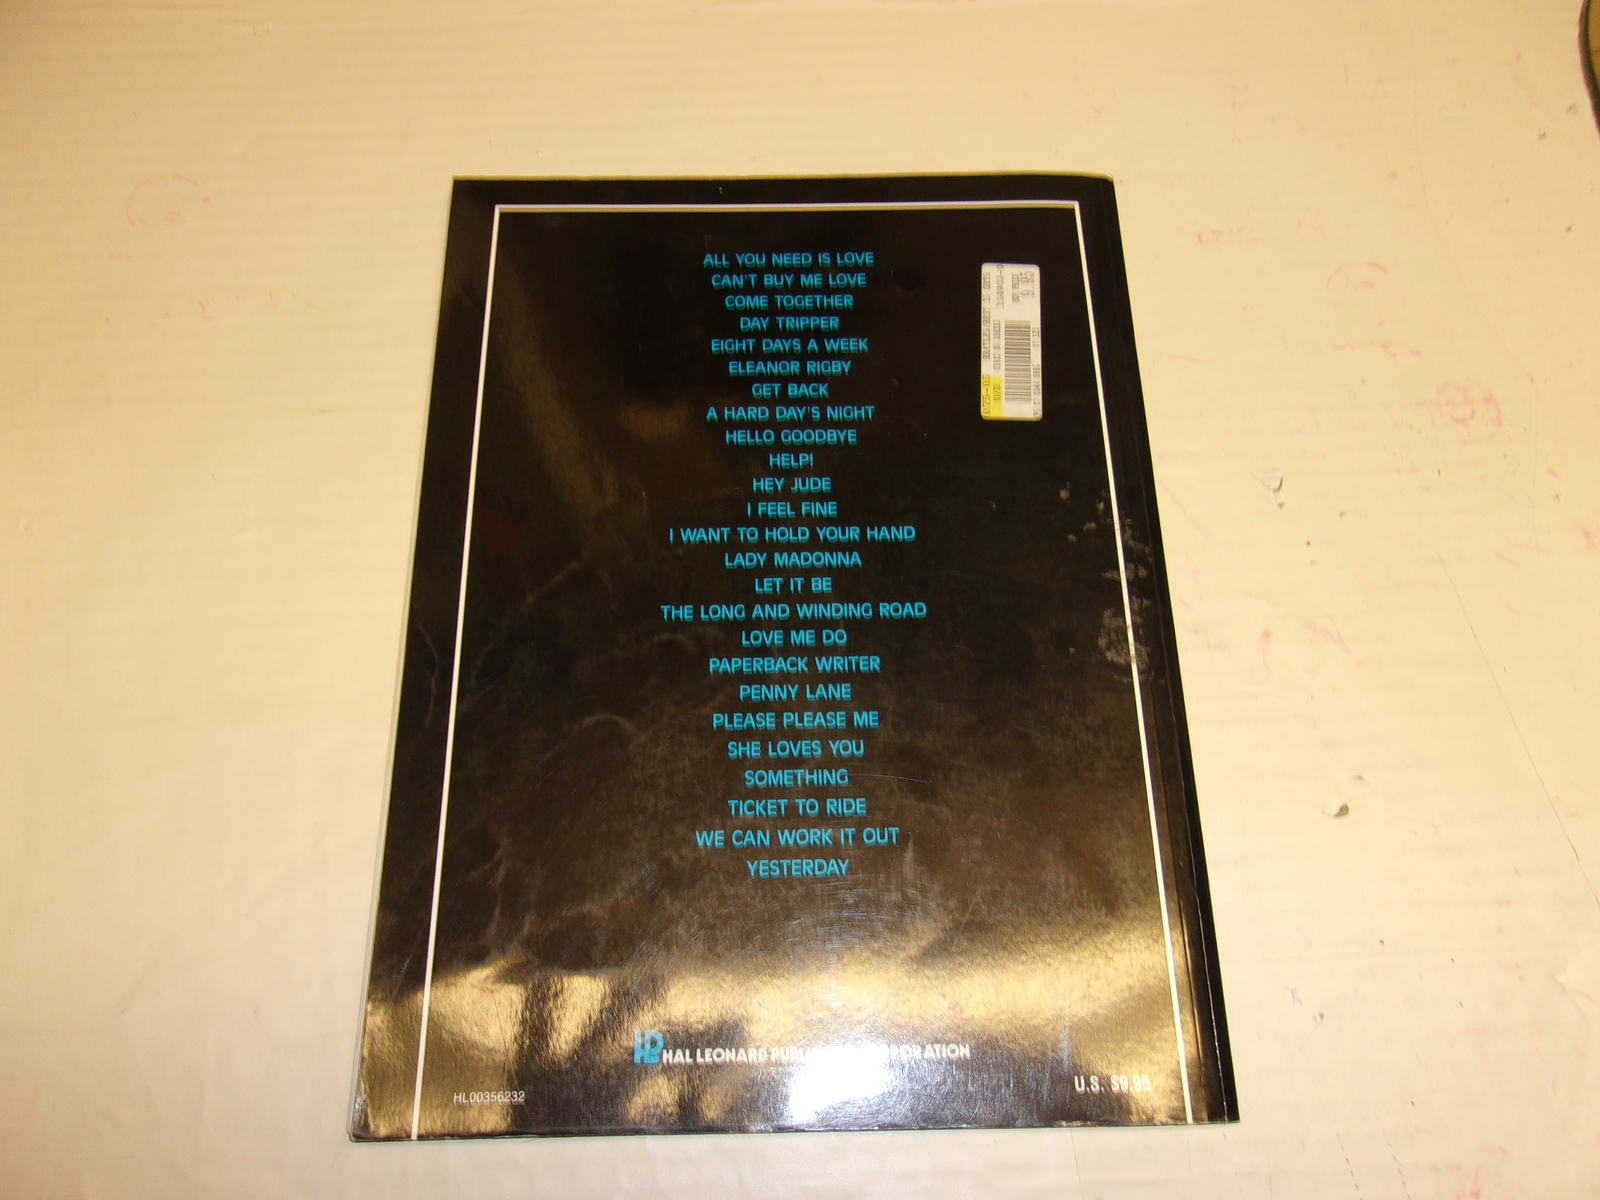 ALL YOU NEED IS LOVE
CAN'T BUY ME LOVE
COME TOGETHER
DAY TRIPPER
EIGHT DAYS A WEEK
ELEANOR RIGBY
GET BACK
A HARD DAY'S NIGHT
HELLO GOODBYE
HELP!
HEY JUDE
I FEEL FINE
I WANT TO HOLD YOUR HAND
LADY MADONNA
LET IT BE
THE LONG AND WINDING ROAD
LOVE ME DO
PAPERBACK WRITER
PENNY LANE
PLEASE PLEASE ME
SHE LOVES YOU
SOMETHING
TICKET TO RIDE
WE CAN WORK IT OUT
YESTERDAY
HAL LEONARD
HL00356232
U.S. $9.95